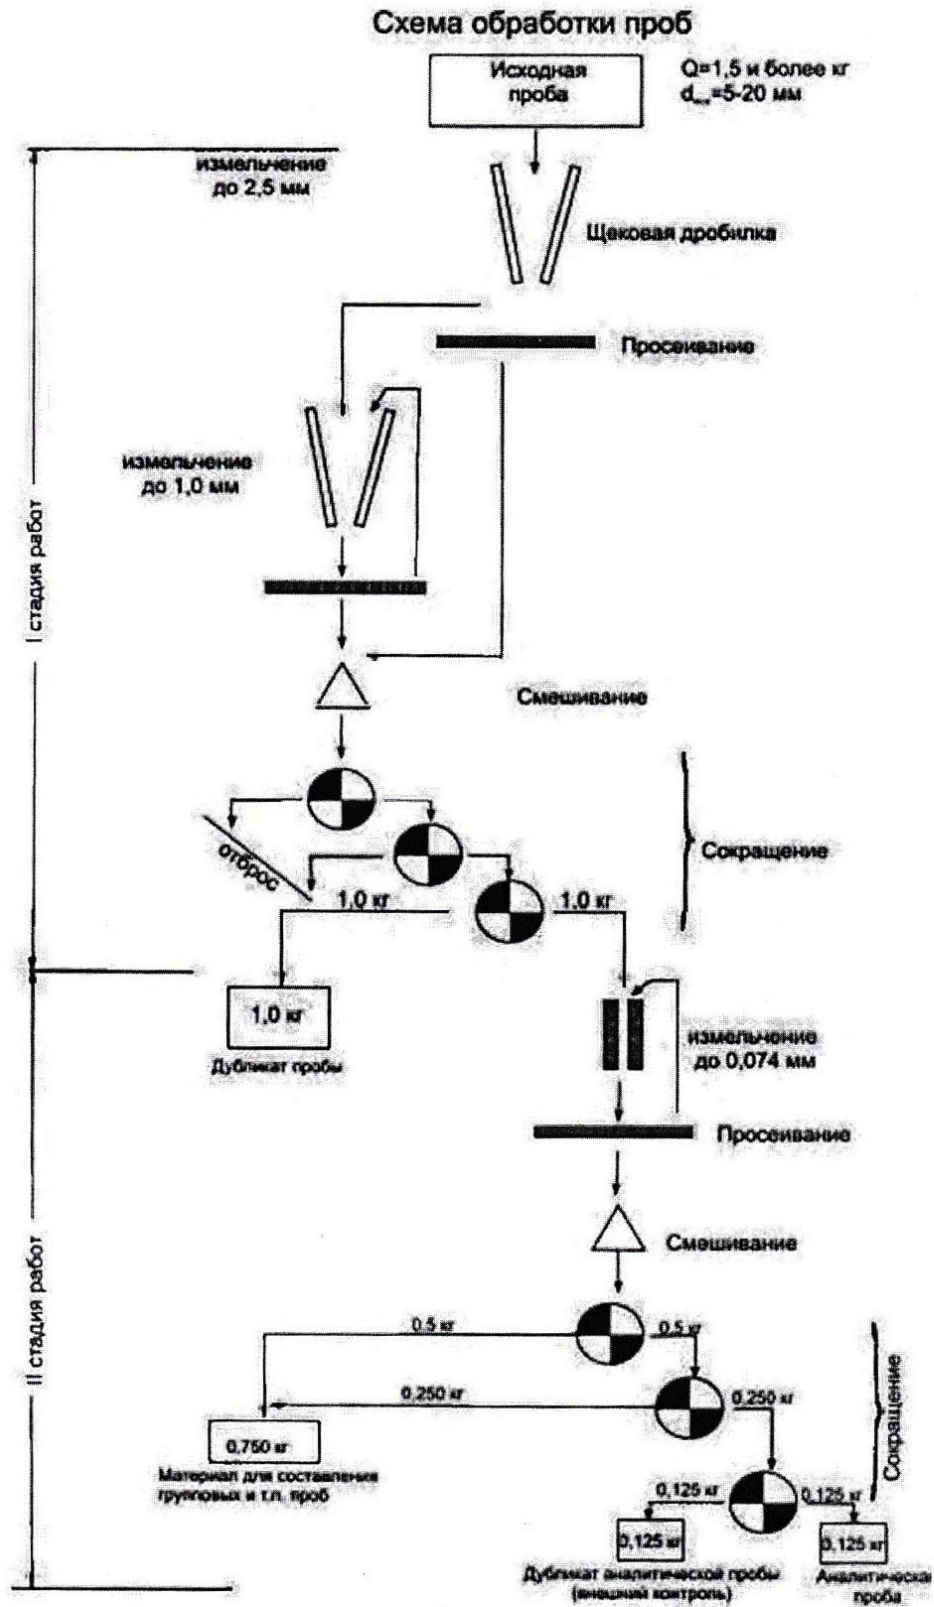 Схема обработки проб
Исходная
проба
Q=1,5 и более кг
=5-20 мм
измельчение
до 2,5 мм
Щековая дробилка
Просеивание
измельчение
до 1,0 мм
I стадия работ
Смешивание
отброс
Сокращение
1,0 кг
1,0 кг
1,0 кг
Дубликат пробы
измельчение
до 0,074 мм
Просеивание
Смешивание
II стадия работ
0.5 кг
0,5 кг
0,250 кг
0,250 кг
Сокращение
0,750 кг
Материал для составления
групповых и т.п. проб
0,125 кг
0,125 кг
0,125 кг
0,125 кг
Дубликат аналитической пробы
(внешний контроль)
Аналитическая
проба